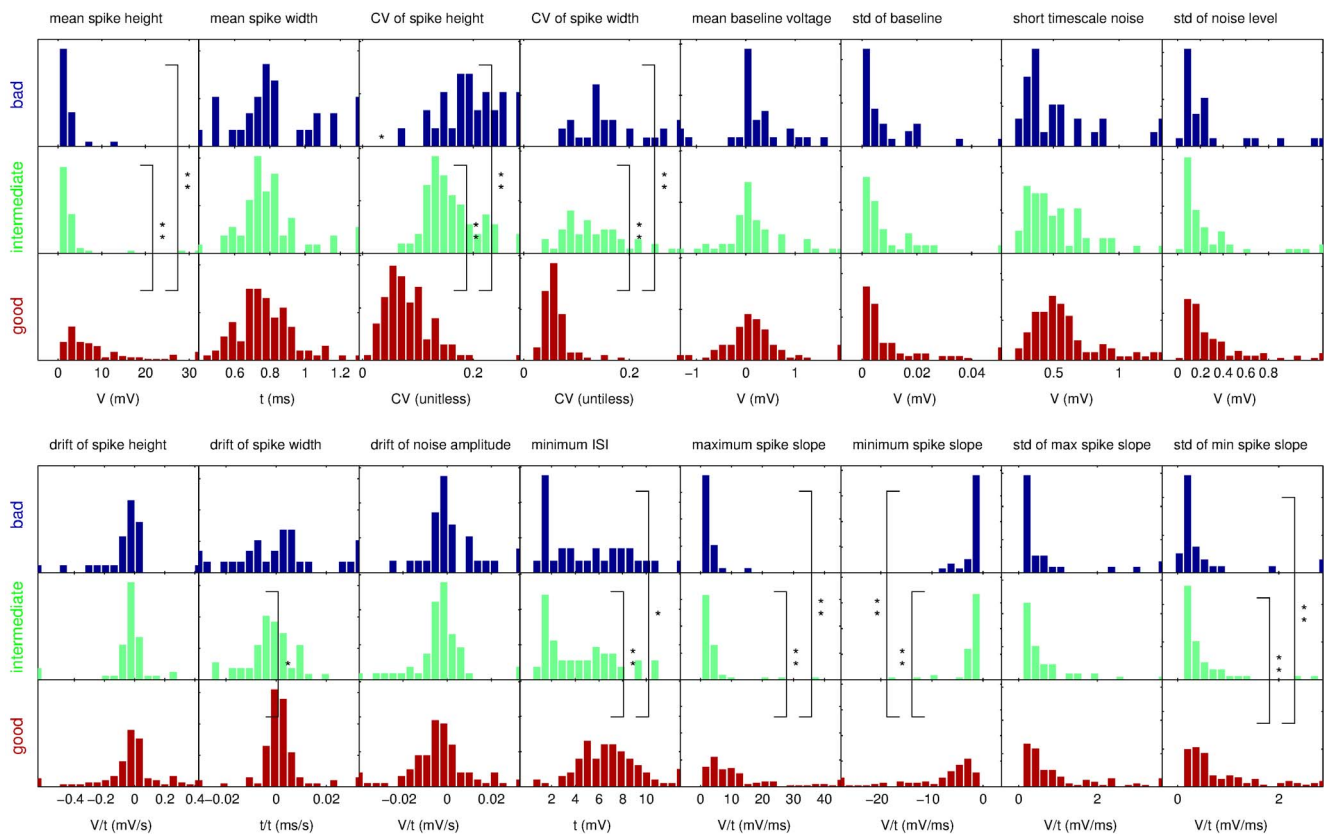 mean spike height mean spike width CV of spike height CV of spike width mean baseline voltage std of baseline short timescale noise std of noise level
bad
*
intermediate
* * * * * * * * * * * *
good
0 10 20 30 0.6 0.8 1 1.2 0 0.2 0 0.2 −1 0 1 0 0.02 0.04 0.5 1 0 0.2 0.4 0.6 0.8
V (mV) t (ms) CV (unitless) CV (untiless) V (mV) V (mV) V (mV) V (mV)
drift of spike height drift of spike width drift of noise amplitude minimum ISI maximum spike slope minimum spike slope std of max spike slope std of min spike slope
bad
intermediate
* * * * * * * * * * * * * * * *
good
−0.4 −0.2 0 0.2 0.4 −0.02 0 0.02 −0.02 0 0.02 2 4 6 8 10 0 10 20 30 40 −20 −10 0 0 2 0 2
V/t (mV/s) t/t (ms/s) V/t (mV/s) t (mV) V/t (mV/ms) V/t (mV/ms) V/t (mV/ms) V/t (mV/ms)